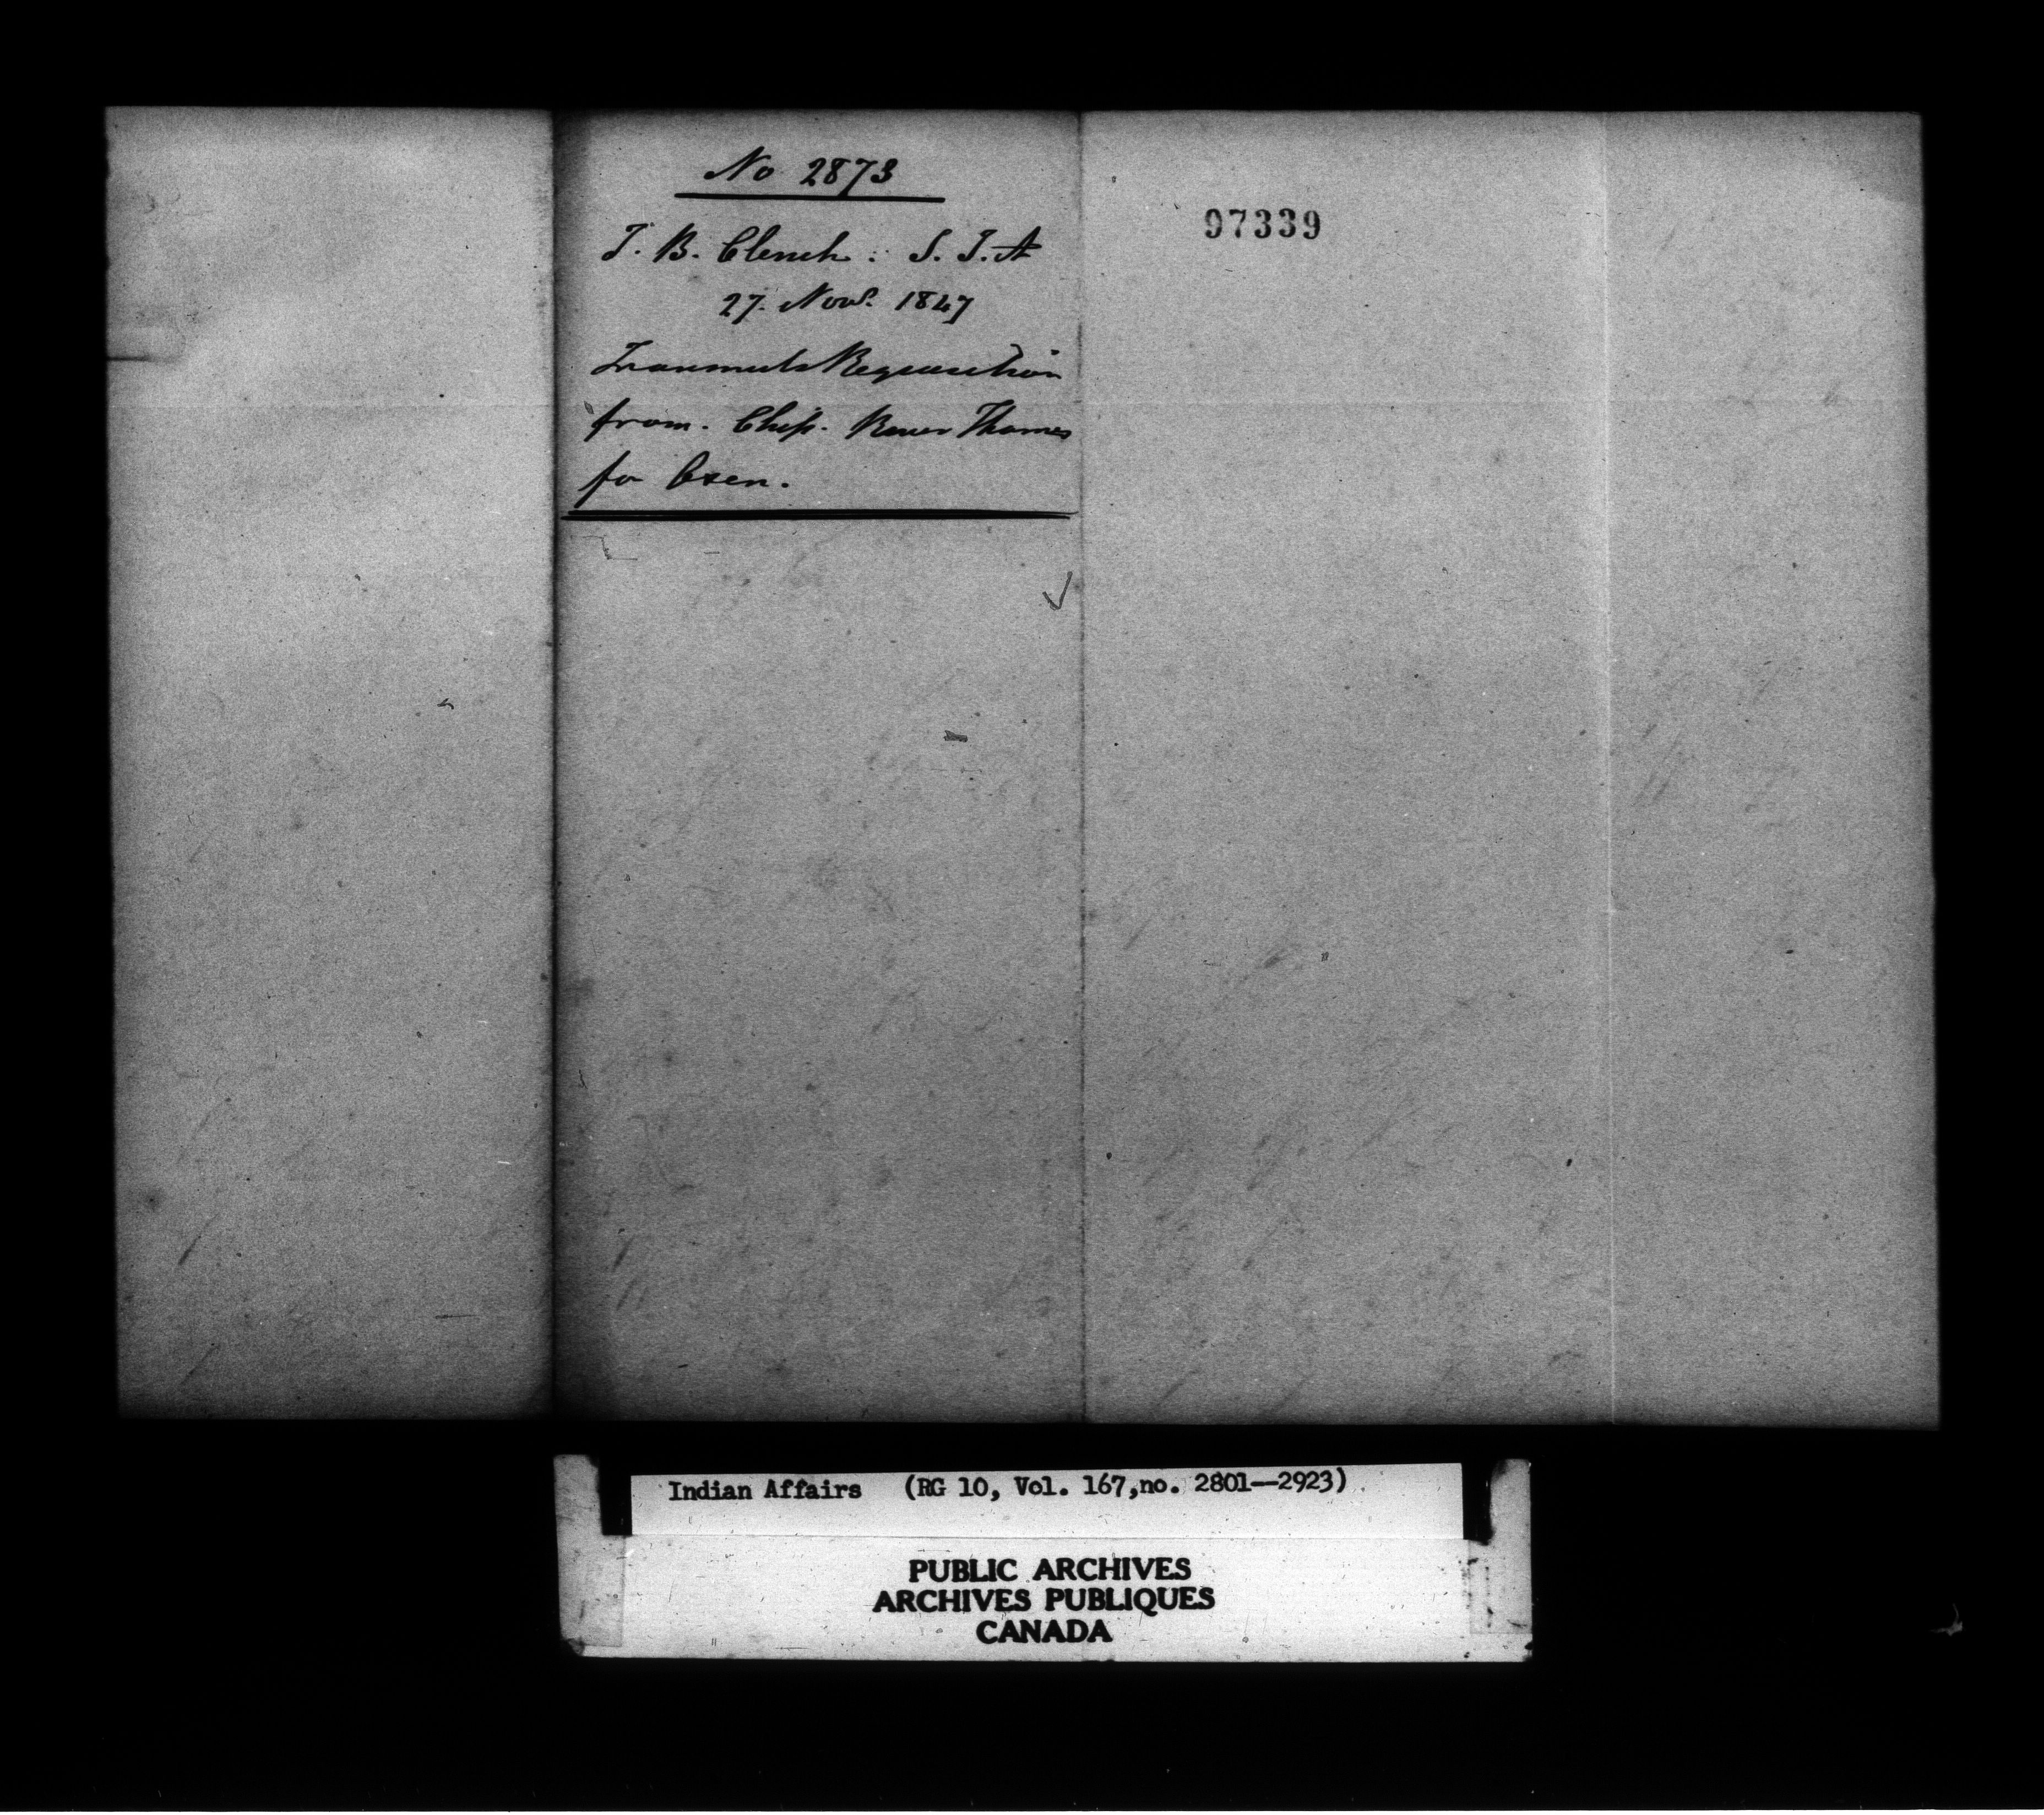 No 2873
J. B. Clench: S. I. A
27. Novr. 1847
Transmits Requisition
from. Chip. River Thames
for Oxen.
97339
Indian Affairs (RG 10, Vol. 167, no. 2801--2923)
PUBLIC ARCHIVES
ARCHIVES PUBLIQUES
CANADA